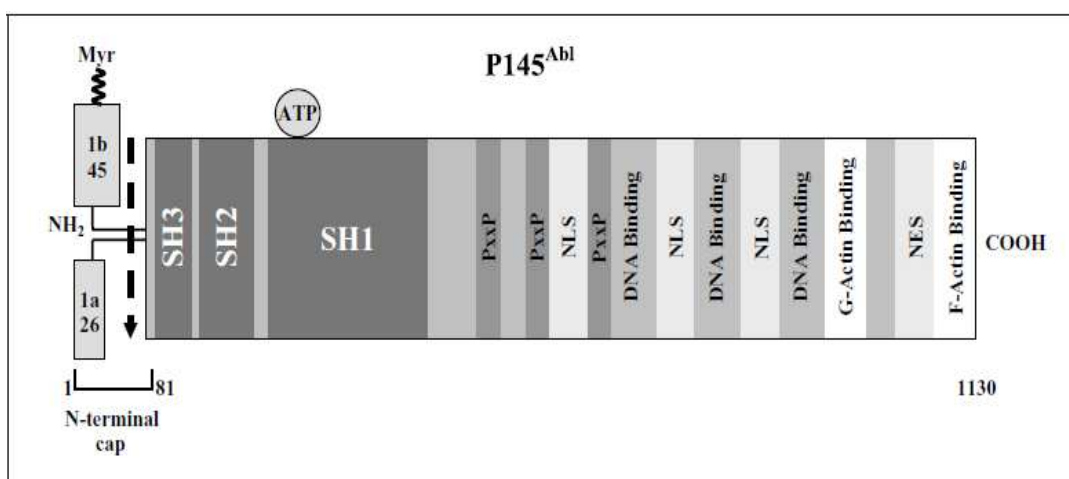 Myr
P145^Abl
ATP
1b
45
NH₂
1a
26
SH3
SH2
SH1
PxxP
PxxP
NLS
PxxP
DNA Binding
NLS
DNA Binding
NLS
DNA Binding
G-Actin Binding
NES
F-Actin Binding
COOH
1
81
1130
N-terminal
cap